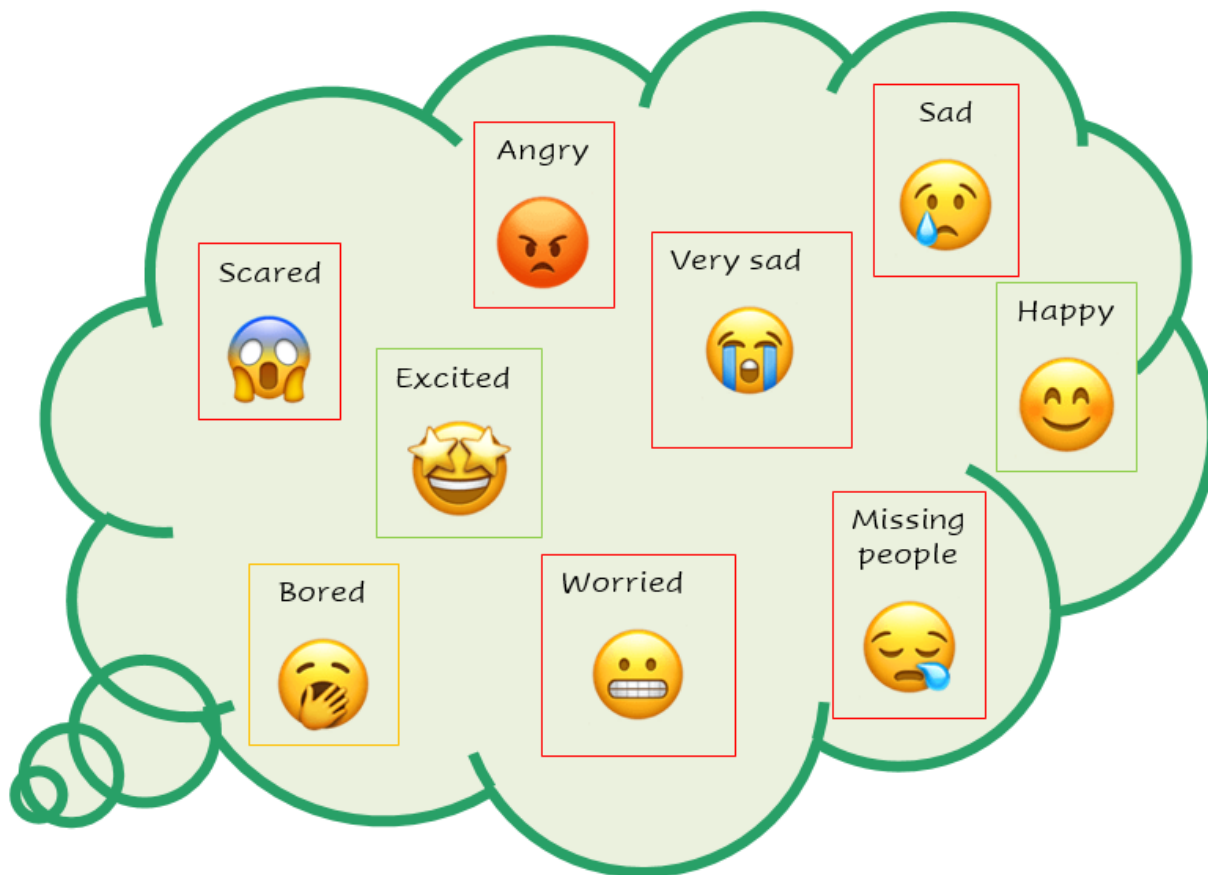 Sad
Angry
Very sad
Scared
Happy
Excited
Missing
people
Bored
Worried